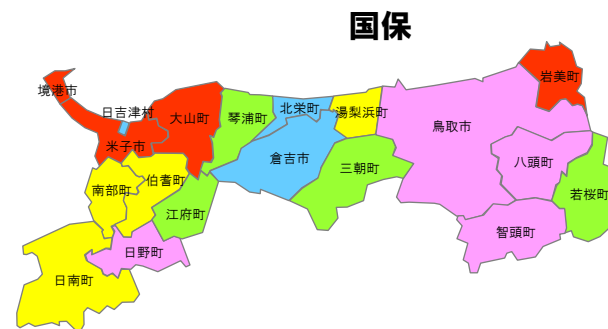 国保
境港市
日吉津村
米子市
大山町
琴浦町
北栄町
湯梨浜町
鳥取市
岩美町
倉吉市
三朝町
八頭町
若桜町
智頭町
南部町
伯耆町
江府町
日野町
日南町